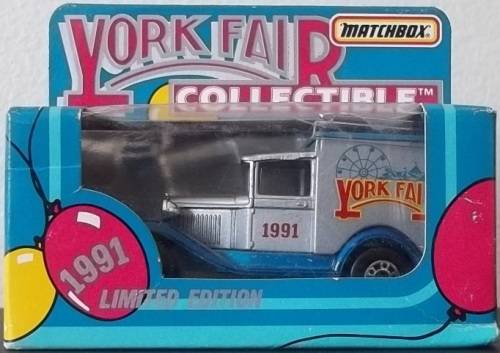 YORK FAIR
MATCHBOX
COLLECTIBLE™
YORK FAIR
1991
1991
LIMITED EDITION